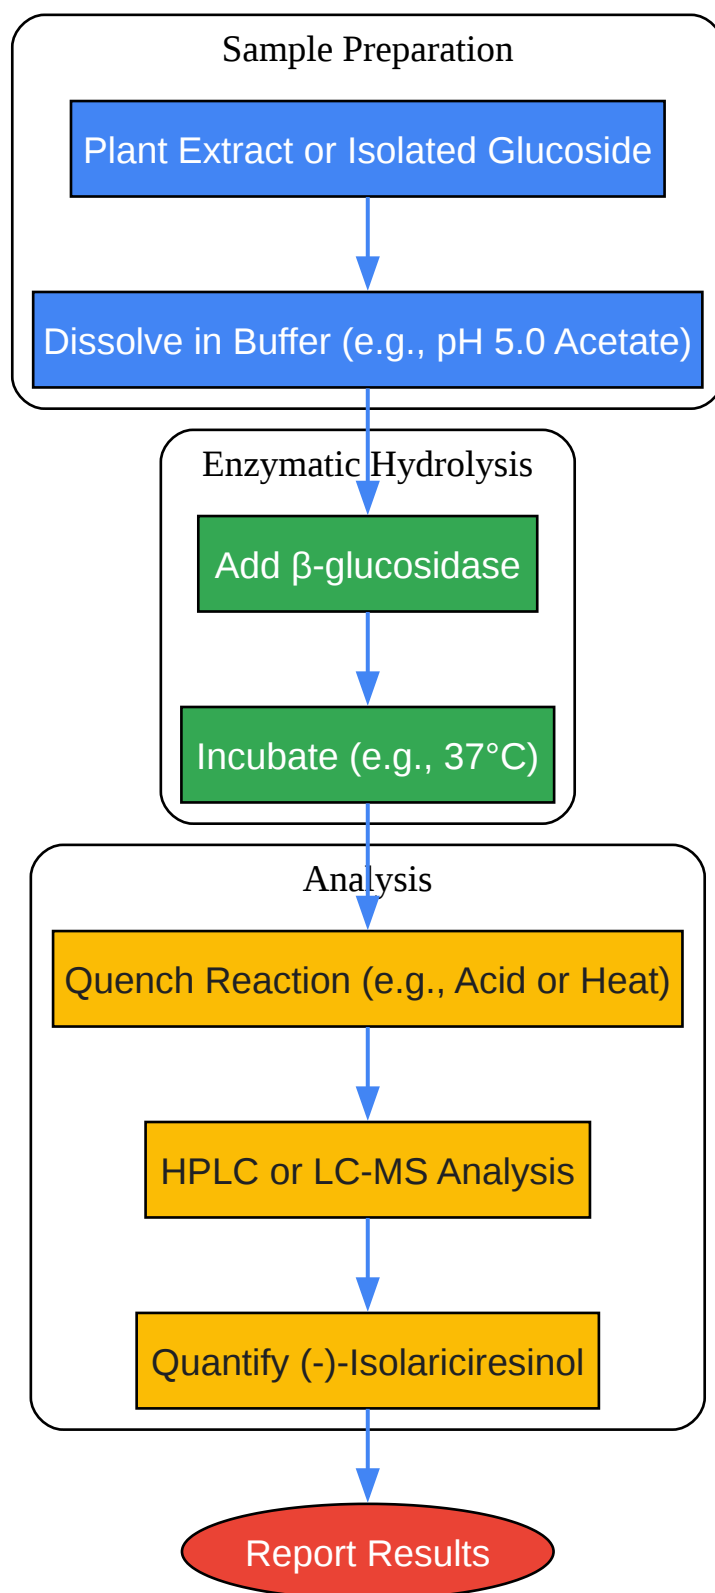 Sample Preparation
Plant Extract or Isolated Glucoside
Dissolve in Buffer (e.g., pH 5.0 Acetate)
Enzymatic Hydrolysis
Add β-glucosidase
Incubate (e.g., 37°C)
Analysis
Quench Reaction (e.g., Acid or Heat)
HPLC or LC-MS Analysis
Quantify (-)-Isolariciresinol
Report Results